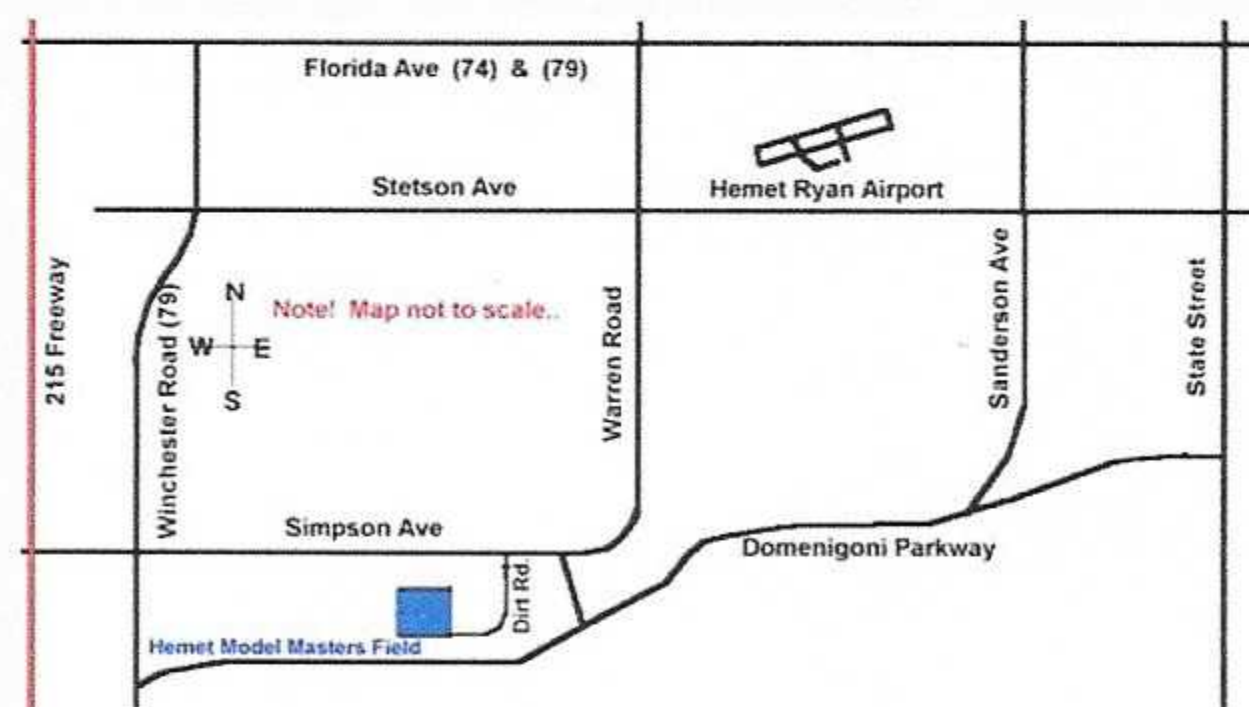 Florida Ave (74) & (79)
Stetson Ave
Hemet Ryan Airport
215 Freeway
Winchester Road (79)
N
W E
S
Note! Map not to scale..
Warren Road
Sanderson Ave
State Street
Simpson Ave
Domenigoni Parkway
Dirt Rd.
Hemet Model Masters Field